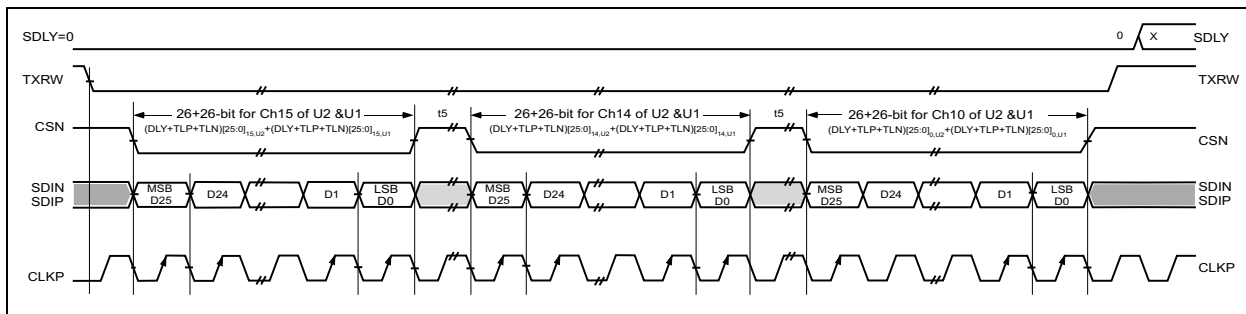 SDLY=0 0 X SDLY
TXRW TXRW
26+26-bit for Ch15 of U2 &U1 t5 26+26-bit for Ch14 of U2 &U1 t5 26+26-bit for Ch10 of U2 &U1
(DLY+TLP+TLN)[25:0]15,U2+(DLY+TLP+TLN)[25:0]15,U1 (DLY+TLP+TLN)[25:0]14,U2+(DLY+TLP+TLN)[25:0]14,U1 (DLY+TLP+TLN)[25:0]0,U2+(DLY+TLP+TLN)[25:0]0,U1
CSN CSN
SDIN MSB D24 D1 LSB MSB D24 D1 LSB MSB D24 D1 LSB SDIN
SDIP D25 D0 D25 D0 D25 D0 SDIP
CLKP CLKP